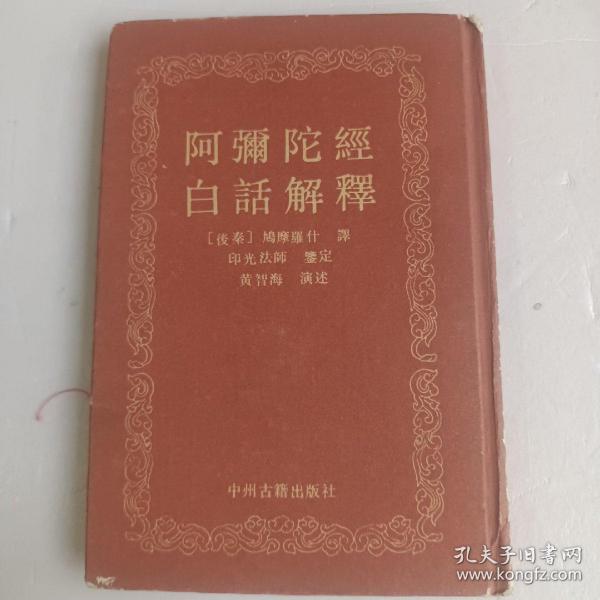 阿彌陀經
白話解釋
［後秦］鳩摩羅什 譯
印光法師 鑒定
黄智海 演述
中州古籍出版社
孔夫子旧书网
www.kongfz.com